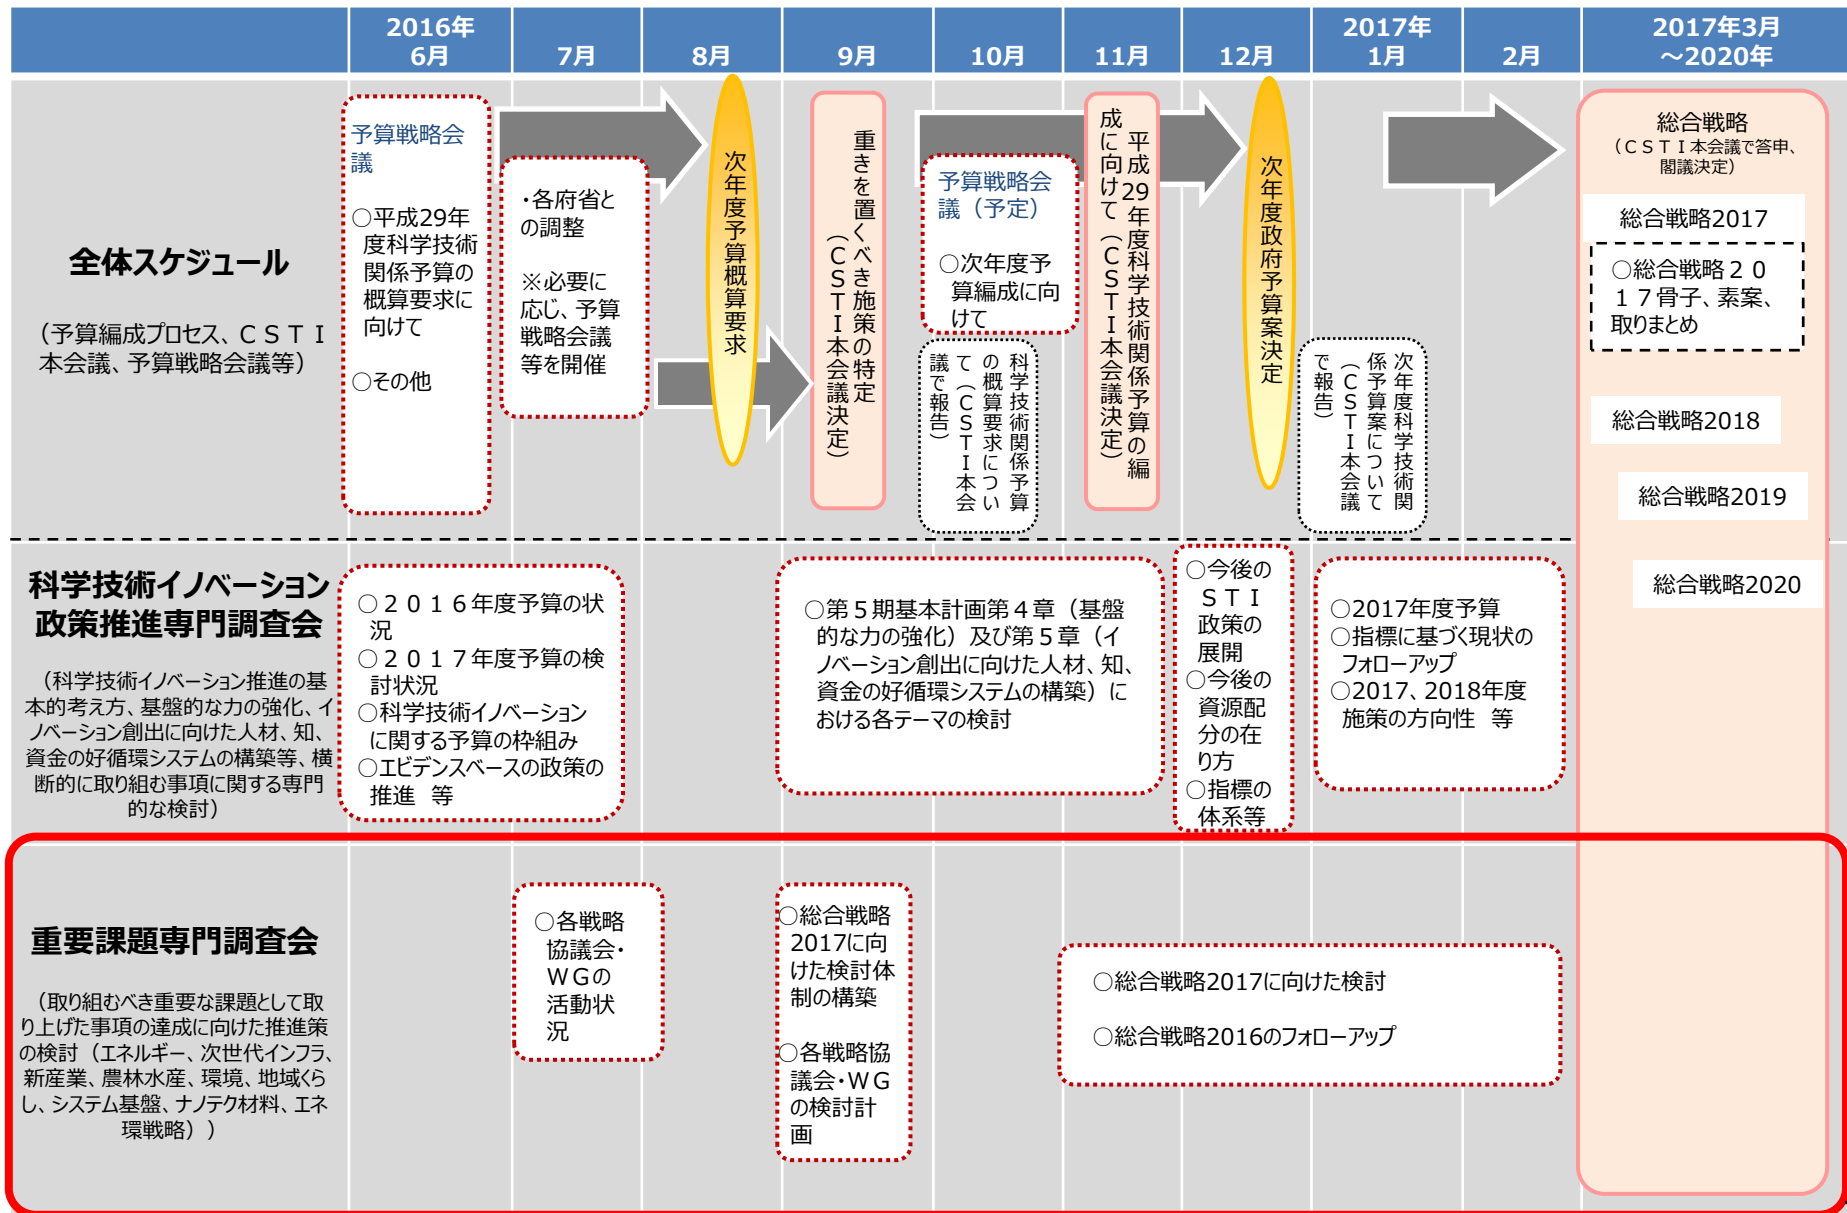 2016年
6月
7月
8月
9月
10月
11月
12月
2017年
1月
2月
2017年3月
～2020年
全体スケジュール
（予算編成プロセス、ＣＳＴＩ
本会議、予算戦略会議等）
予算戦略会
議
○平成29年
度科学技術
関係予算の
概算要求に
向けて
○その他
・各府省と
の調整
※必要に
応じ、予算
戦略会議
等を開催
次年度予算概算要求
重きを置くべき施策の特定
（ＣＳＴＩ本会議決定）
予算戦略会
議（予定）
○次年度予
算編成に向
けて
科学技術関係予算
の概算要求につい
て（ＣＳＴＩ本会
議で報告）
平成29年度科学技術関係予算の編
成に向けて（ＣＳＴＩ本会議決定）
次年度政府予算案決定
次年度科学技術関
係予算案について
（ＣＳＴＩ本会議
で報告）
総合戦略
（ＣＳＴＩ本会議で答申、
閣議決定）
総合戦略2017
○総合戦略２０
１７骨子、素案、
取りまとめ
総合戦略2018
総合戦略2019
総合戦略2020
科学技術イノベーション
政策推進専門調査会
（科学技術イノベーション推進の基
本的考え方、基盤的な力の強化、イ
ノベーション創出に向けた人材、知、
資金の好循環システムの構築等、横
断的に取り組む事項に関する専門
的な検討）
○２０１６年度予算の状
況
○２０１７年度予算の検
討状況
○科学技術イノベーション
に関する予算の枠組み
○エビデンスベースの政策の
推進　等
○第５期基本計画第４章（基盤
的な力の強化）及び第５章（イ
ノベーション創出に向けた人材、知、
資金の好循環システムの構築）に
おける各テーマの検討
○今後の
ＳＴＩ
政策の
展開
○今後の
資源配
分の在
り方
○指標の
体系等
○2017年度予算
○指標に基づく現状の
フォローアップ
○2017、2018年度
施策の方向性　等
重要課題専門調査会
（取り組むべき重要な課題として取
り上げた事項の達成に向けた推進策
の検討（エネルギー、次世代インフラ、
新産業、農林水産、環境、地域くら
し、システム基盤、ナノテク材料、エネ
環戦略））
○各戦略
協議会・
ＷＧの
活動状
況
○総合戦略
2017に向
けた検討体
制の構築
○各戦略協
議会・ＷＧ
の検討計
画
○総合戦略2017に向けた検討
○総合戦略2016のフォローアップ